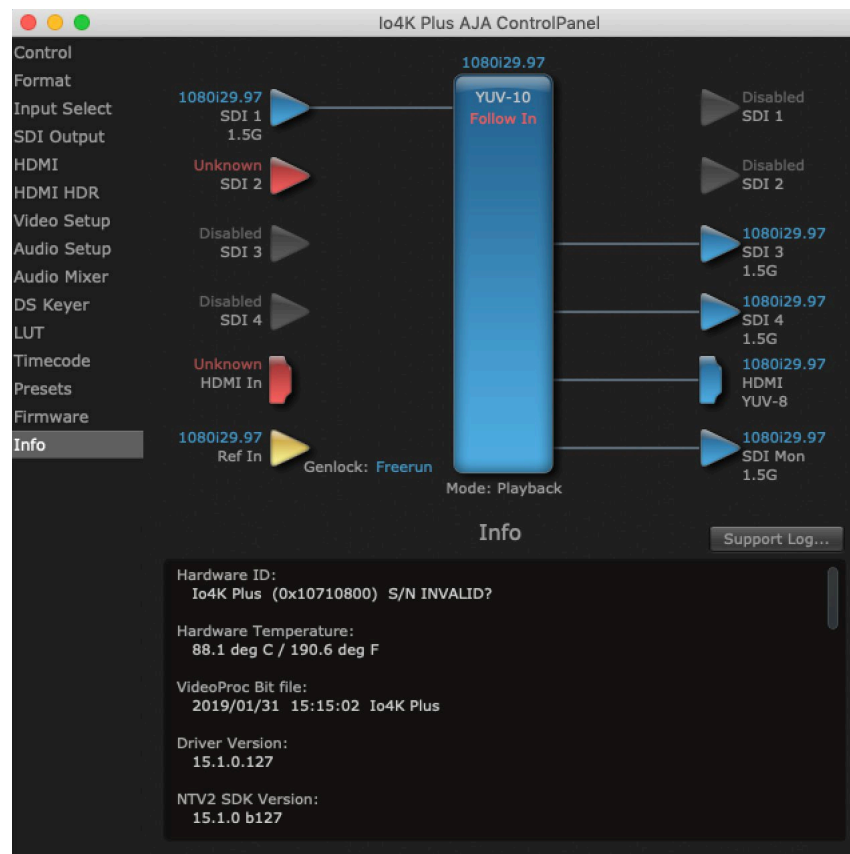 Io4K Plus AJA ControlPanel
Control
Format
Input Select
SDI Output
HDMI
HDMI HDR
Video Setup
Audio Setup
Audio Mixer
DS Keyer
LUT
Timecode
Presets
Firmware
Info
1080i29.97
SDI 1
1.5G
Unknown
SDI 2
Disabled
SDI 3
Disabled
SDI 4
Unknown
HDMI In
1080i29.97
Ref In
Genlock: Freerun
1080i29.97
YUV-10
Follow In
Mode: Playback
Disabled
SDI 1
Disabled
SDI 2
1080i29.97
SDI 3
1.5G
1080i29.97
SDI 4
1.5G
1080i29.97
HDMI
YUV-8
1080i29.97
SDI Mon
1.5G
Info
Support Log...
Hardware ID:
Io4K Plus (0x10710800) S/N INVALID?
Hardware Temperature:
88.1 deg C / 190.6 deg F
VideoProc Bit file:
2019/01/31 15:15:02 Io4K Plus
Driver Version:
15.1.0.127
NTV2 SDK Version:
15.1.0 b127